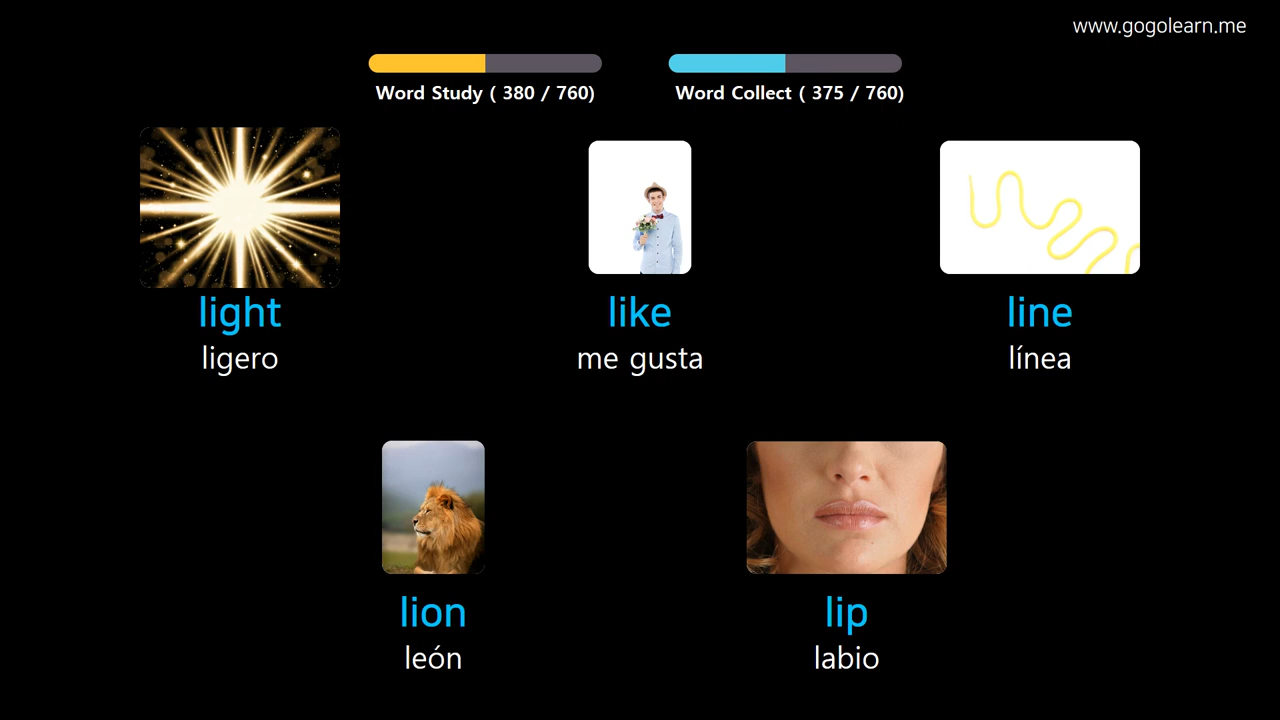 www.gogolearn.me
Word Study ( 380 / 760)
Word Collect ( 375 / 760)
light
ligero
like
me gusta
line
línea
lion
león
lip
labio